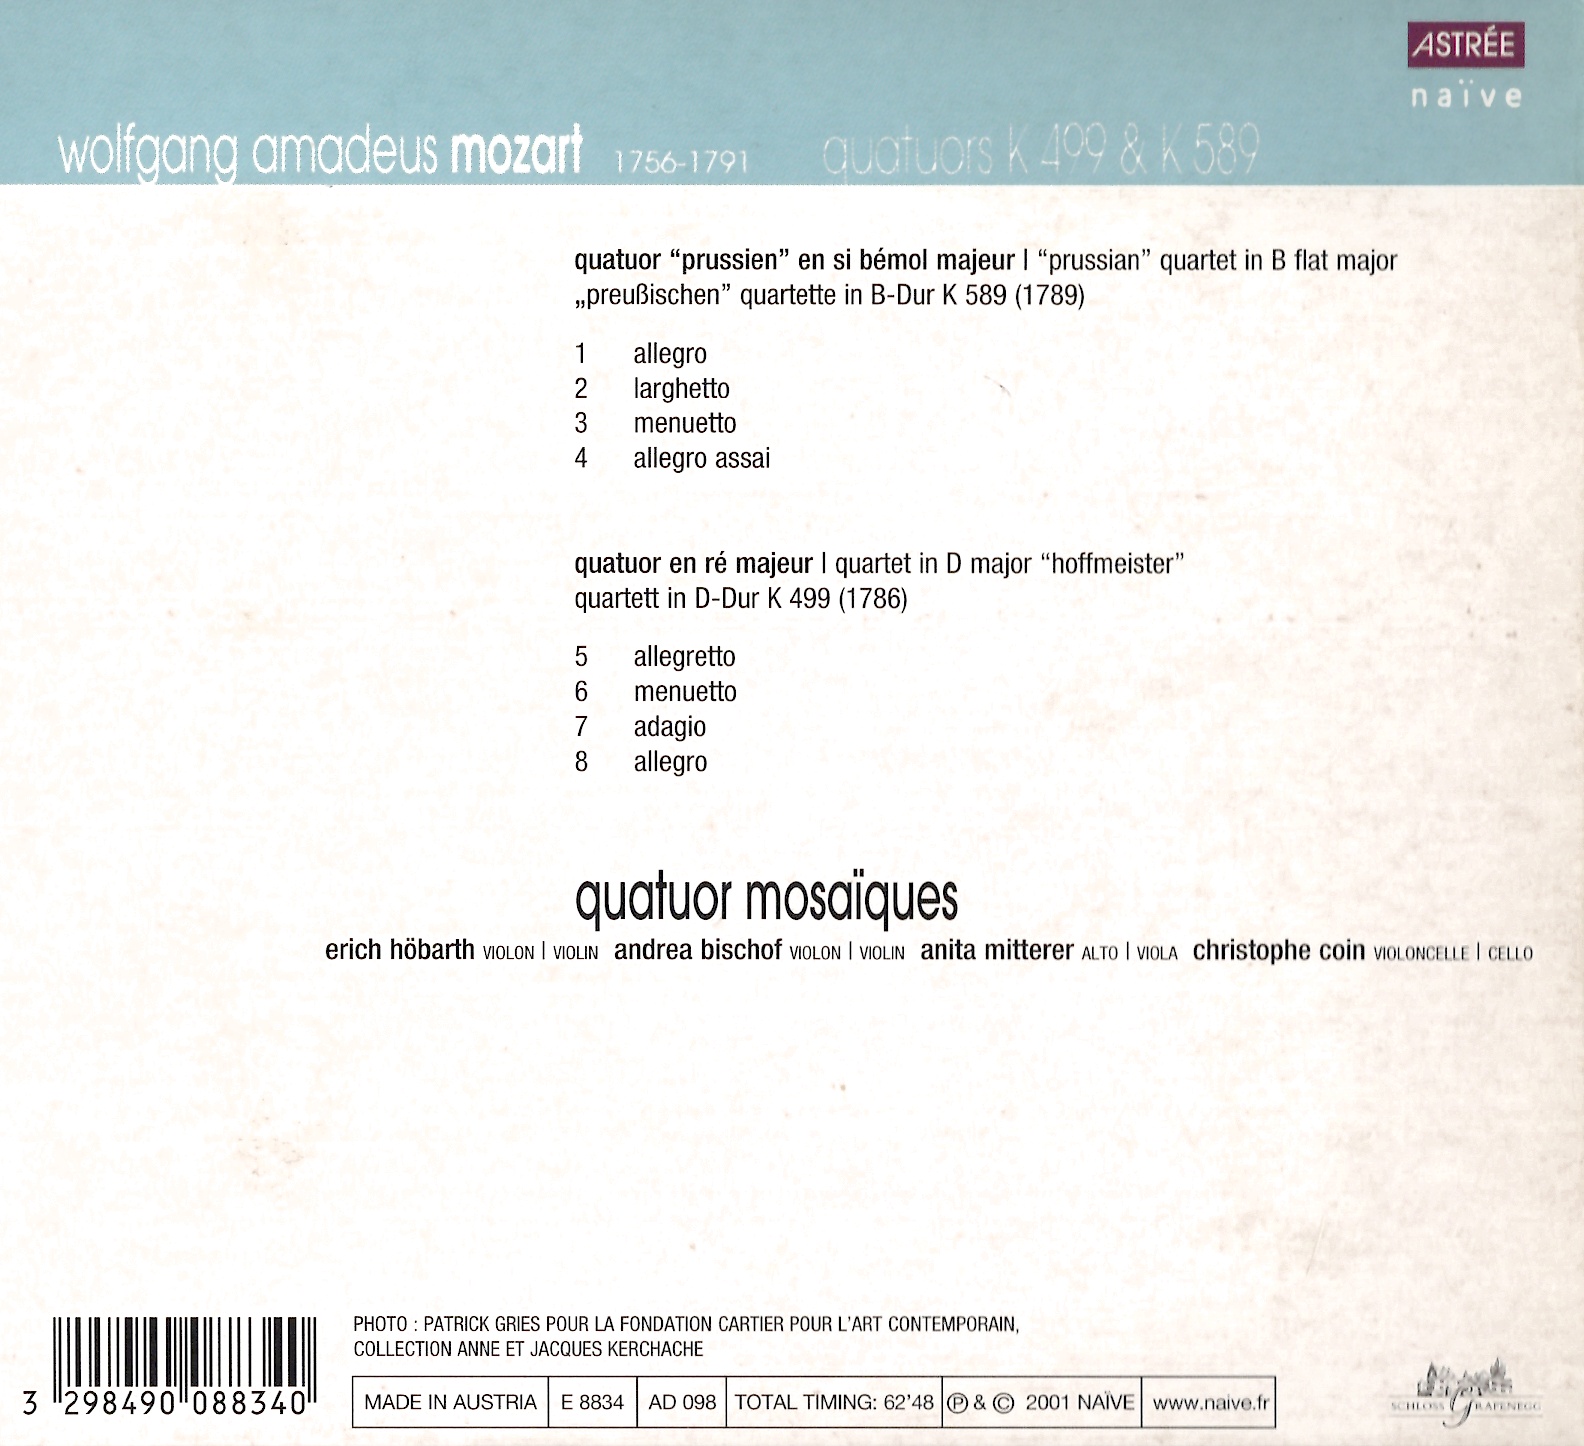 ASTRÉE
naïve
wolfgang amadeus mozart 1756-1791 quatuors K 499 & K 589
quatuor “prussien” en si bémol majeur | “prussian” quartet in B flat major
„preußischen” quartette in B-Dur K 589 (1789)
1 allegro
2 larghetto
3 menuetto
4 allegro assai
quatuor en ré majeur | quartet in D major “hoffmeister”
quartett in D-Dur K 499 (1786)
5 allegretto
6 menuetto
7 adagio
8 allegro
quatuor mosaïques
erich höbarth VIOLON | VIOLIN andrea bischof VIOLON | VIOLIN anita mitterer ALTO | VIOLA christophe coin VIOLONCELLE | CELLO
PHOTO : PATRICK GRIES POUR LA FONDATION CARTIER POUR L'ART CONTEMPORAIN,
COLLECTION ANNE ET JACQUES KERCHACHE
3 298490 088340
MADE IN AUSTRIA E 8834 AD 098 TOTAL TIMING: 62'48 ℗ & © 2001 NAÏVE www.naive.fr
SCHLOSS GRAFENEGG